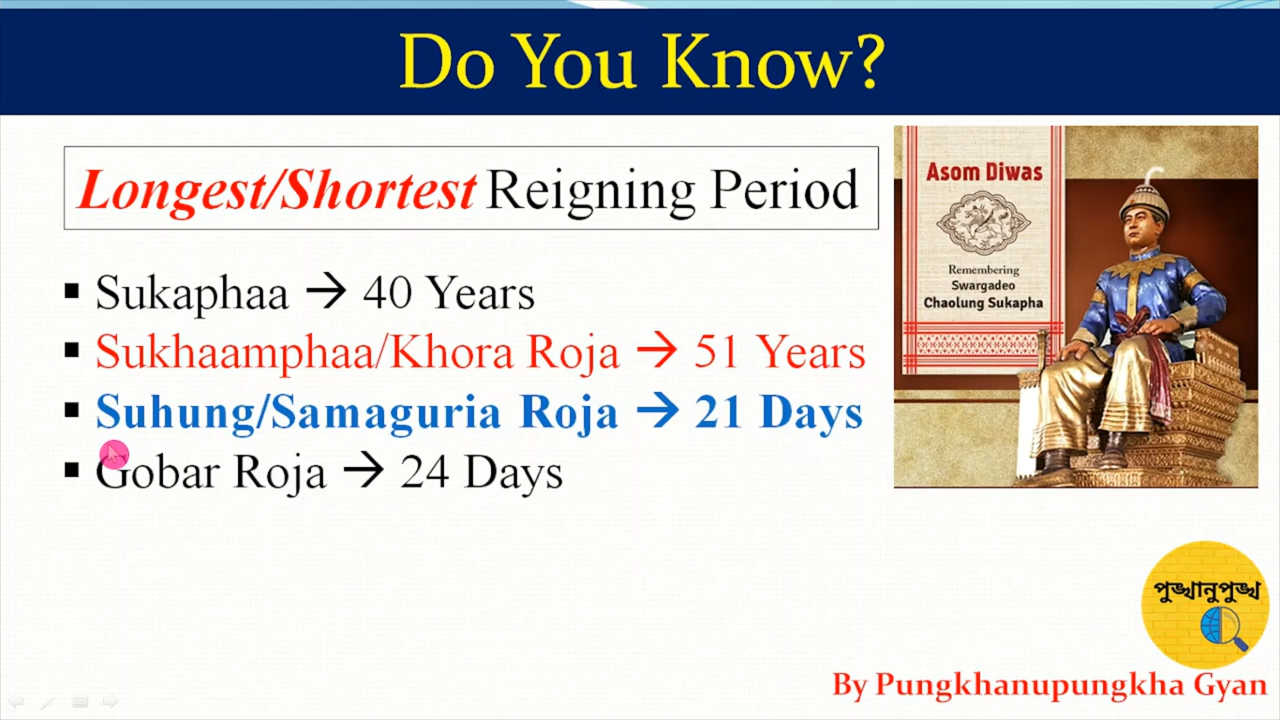 Do You Know?
Longest/Shortest Reigning Period
▪ Sukaphaa → 40 Years
▪ Sukhaamphaa/Khora Roja → 51 Years
▪ Suhung/Samaguria Roja → 21 Days
▪ Gobar Roja → 24 Days
Asom Diwas
Remembering
Swargadeo
Chaolung Sukapha
পুঙ্খানুপুঙ্খ
By Pungkhanupungkha Gyan